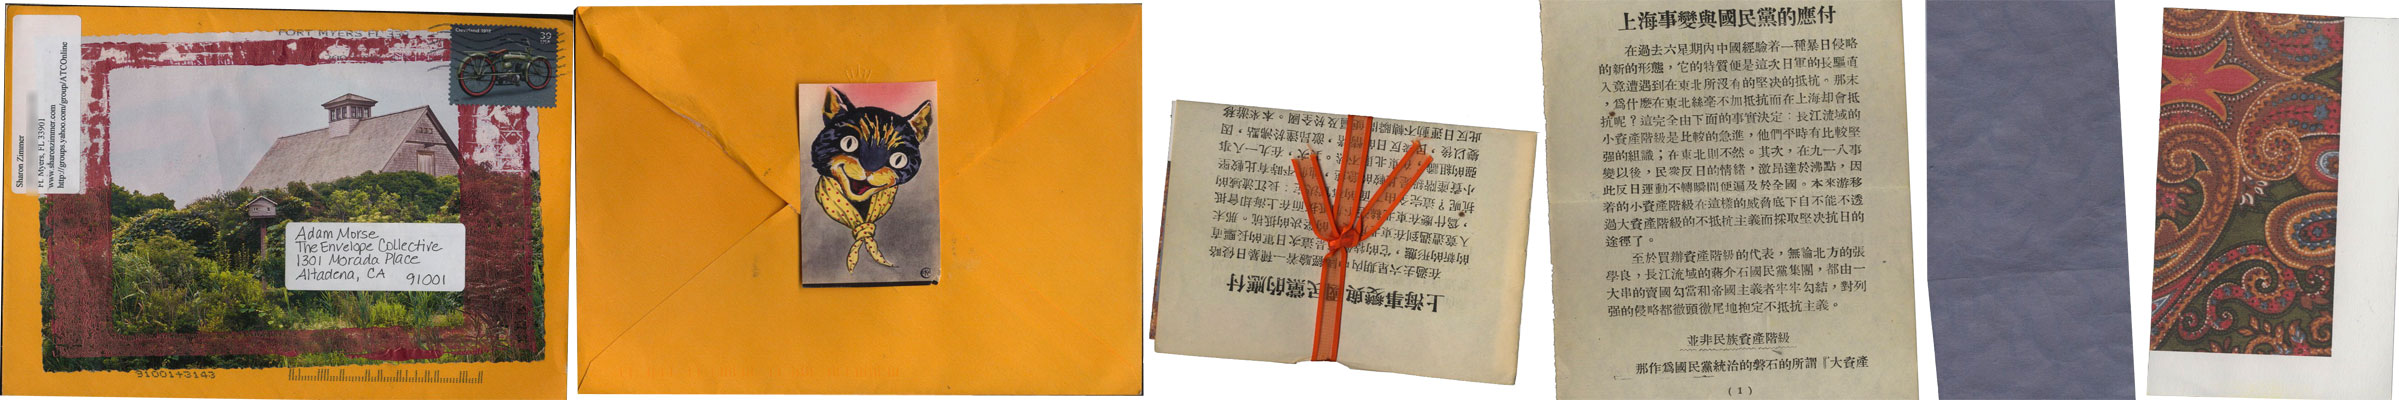 Sharon Zimmer
Ft. Myers, FL 33901
www.sharonzimmer.com
http://groups.yahoo.com/group/ATCOnline
FORT MYERS FL
39
Adam Morse
The Envelope Collective
1301 Morada Place
Altadena, CA 91001
9100143143
上海事變與國民黨的應付
在過去六星期內中國經驗着一種暴日侵略
的新的形態，它的特質便是這次日軍的長驅直
入竟遭遇到在東北所沒有的堅决的抵抗。那末
，爲什麼在東北絲毫不加抵抗而在上海却會抵
抗呢？這完全由下面的事實決定：長江流域的
小資產階級是比較的急進，他們平時有比較堅
强的組織；在東北則不然。其次，在九一八事
變以後，民衆反日的情緒，激昂達於沸點，因
此反日運動不轉瞬間便遍及於全國。本來游移
着的小資產階級在這樣的威脅底下自不能不透
過大資產階級的不抵抗主義而採取堅决抗日的
途徑了。
至於買辦資產階級的代表，無論北方的張
學良，長江流域的蔣介石國民黨集團，都由一
大串的賣國勾當和帝國主義者牢牢勾結，對列
强的侵略都徹頭徹尾地抱定不抵抗主義。
並非民族資產階級
那作爲國民黨統治的磐石的所謂『大資產
(1)